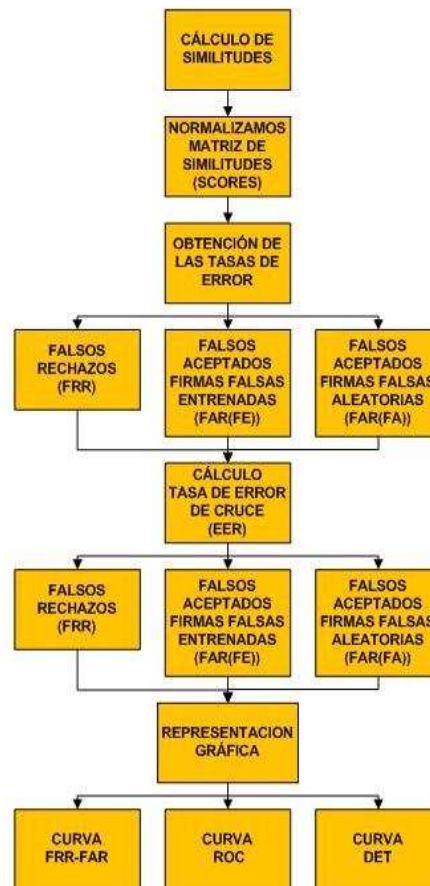 CÁLCULO DE
SIMILITUDES
NORMALIZAMOS
MATRIZ DE
SIMILITUDES
(SCORES)
OBTENCIÓN DE
LAS TASAS DE
ERROR
FALSOS
RECHAZOS
(FRR)
FALSOS
ACEPTADOS
FIRMAS FALSAS
ENTRENADAS
(FAR(FE))
FALSOS
ACEPTADOS
FIRMAS FALSAS
ALEATORIAS
(FAR(FA))
CÁLCULO
TASA DE ERROR
DE CRUCE
(EER)
FALSOS
RECHAZOS
(FRR)
FALSOS
ACEPTADOS
FIRMAS FALSAS
ENTRENADAS
(FAR(FE))
FALSOS
ACEPTADOS
FIRMAS FALSAS
ALEATORIAS
(FAR(FA))
REPRESENTACION
GRÁFICA
CURVA
FRR-FAR
CURVA
ROC
CURVA
DET